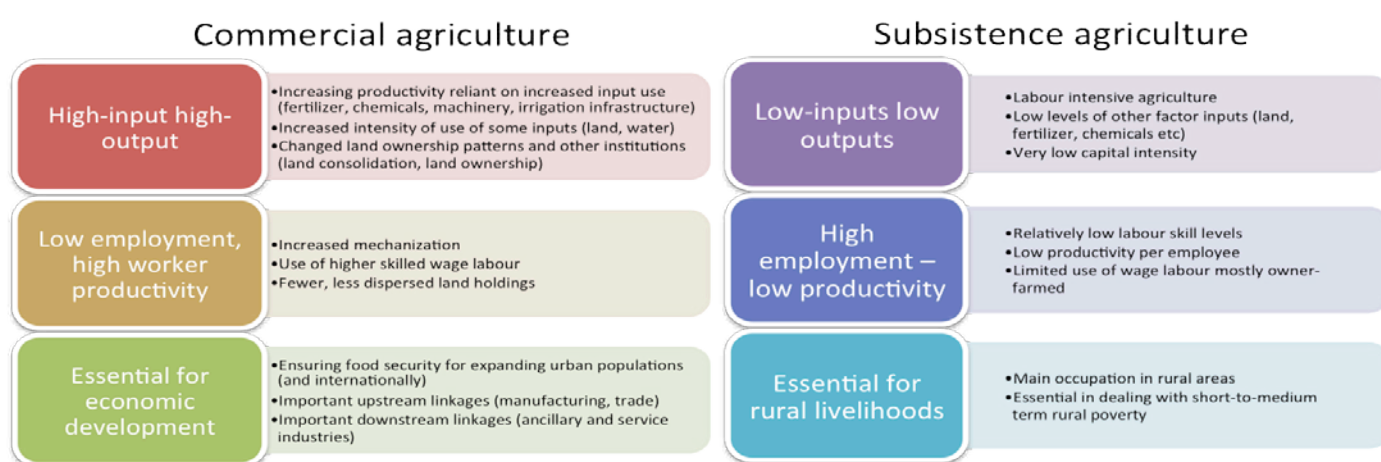 Commercial agriculture
High-input high-
output
•Increasing productivity reliant on increased input use
(fertilizer, chemicals, machinery, irrigation infrastructure)
•Increased intensity of use of some inputs (land, water)
•Changed land ownership patterns and other institutions
(land consolidation, land ownership)
Low employment,
high worker
productivity
•Increased mechanization
•Use of higher skilled wage labour
•Fewer, less dispersed land holdings
Essential for
economic
development
•Ensuring food security for expanding urban populations
(and internationally)
•Important upstream linkages (manufacturing, trade)
•Important downstream linkages (ancillary and service
industries)
Subsistence agriculture
Low-inputs low
outputs
•Labour intensive agriculture
•Low levels of other factor inputs (land,
fertilizer, chemicals etc)
•Very low capital intensity
High
employment –
low productivity
•Relatively low labour skill levels
•Low productivity per employee
•Limited use of wage labour mostly owner-
farmed
Essential for
rural livelihoods
•Main occupation in rural areas
•Essential in dealing with short-to-medium
term rural poverty